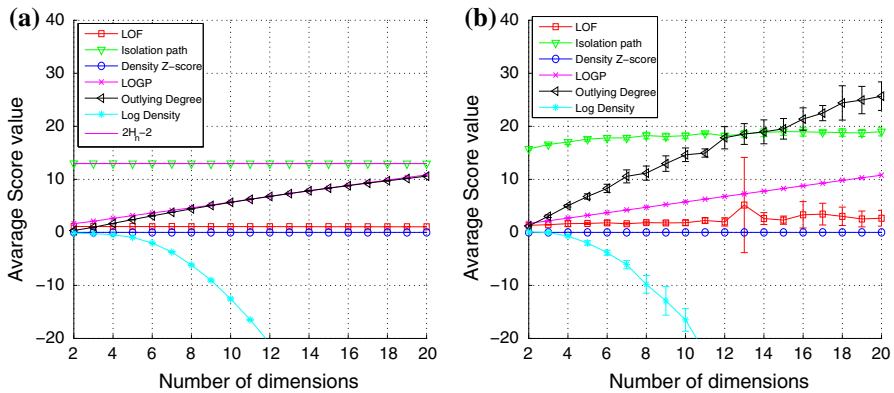 (a)
Avarage Score value
40
30
20
10
0
−10
−20
LOF
Isolation path
Density Z−score
LOGP
Outlying Degree
Log Density
2Hn−2
2 4 6 8 10 12 14 16 18 20
Number of dimensions
(b)
Avarage Score value
40
30
20
10
0
−10
−20
LOF
Isolation path
Density Z−score
LOGP
Outlying Degree
Log Density
2 4 6 8 10 12 14 16 18 20
Number of dimensions